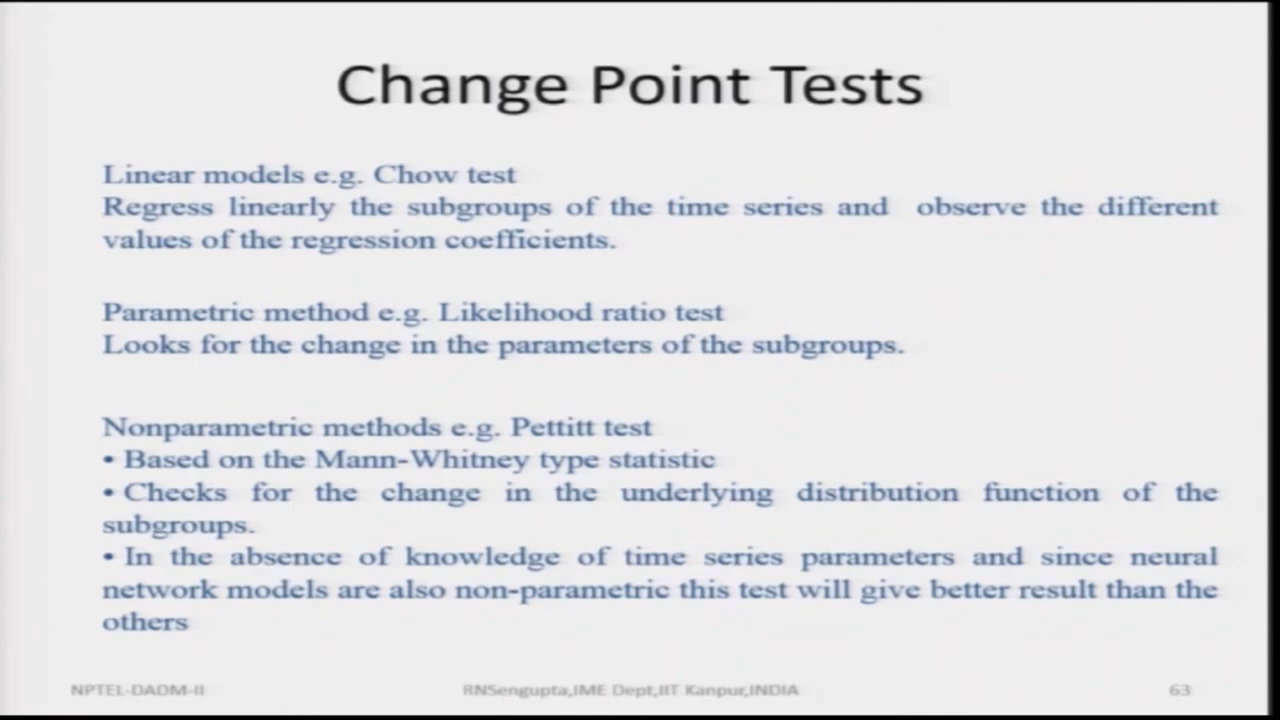 Change Point Tests
Linear models e.g. Chow test
Regress linearly the subgroups of the time series and observe the different
values of the regression coefficients.
Parametric method e.g. Likelihood ratio test
Looks for the change in the parameters of the subgroups.
Nonparametric methods e.g. Pettitt test
• Based on the Mann-Whitney type statistic
• Checks for the change in the underlying distribution function of the
subgroups.
• In the absence of knowledge of time series parameters and since neural
network models are also non-parametric this test will give better result than the
others
NPTEL-DADM-II
RNSengupta,IME Dept,IIT Kanpur,INDIA
63